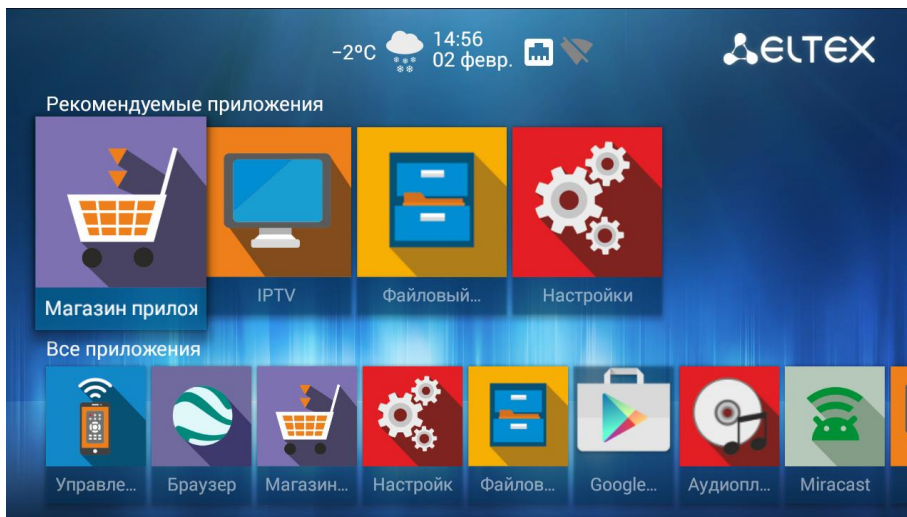 −2°C 14:56
02 февр.
ELTEX
Рекомендуемые приложения
Магазин прилож
IPTV
Файловый...
Настройки
Все приложения
Управле...
Браузер
Магазин...
Настройк
Файлов...
Google...
Аудиопл...
Miracast